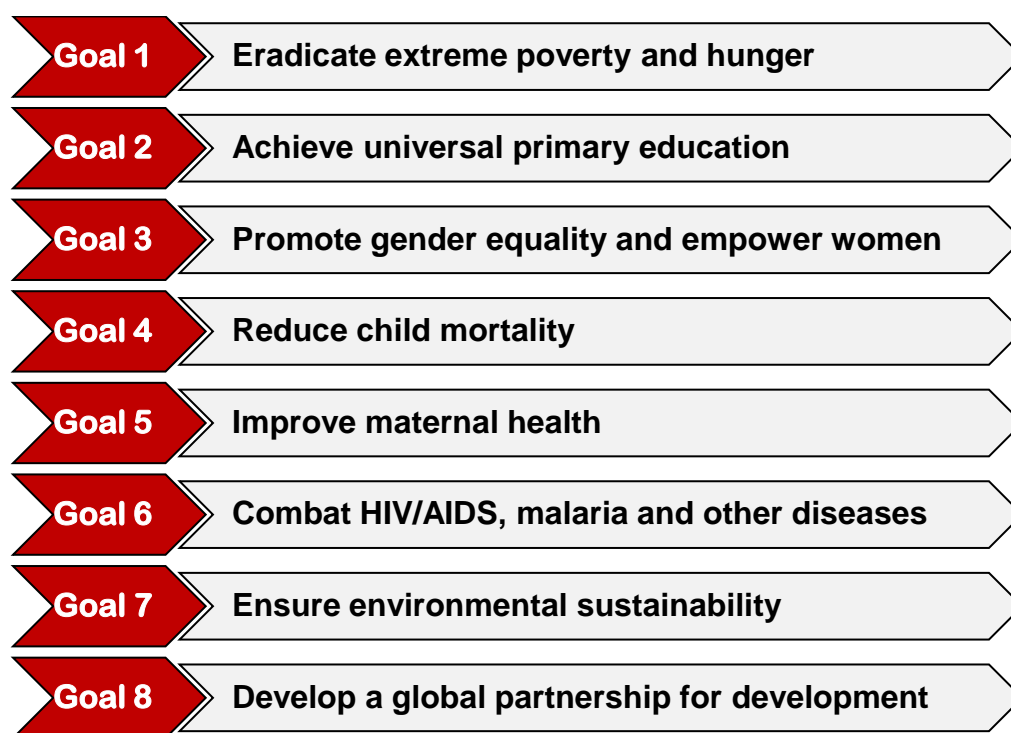 Goal 1 Eradicate extreme poverty and hunger
Goal 2 Achieve universal primary education
Goal 3 Promote gender equality and empower women
Goal 4 Reduce child mortality
Goal 5 Improve maternal health
Goal 6 Combat HIV/AIDS, malaria and other diseases
Goal 7 Ensure environmental sustainability
Goal 8 Develop a global partnership for development